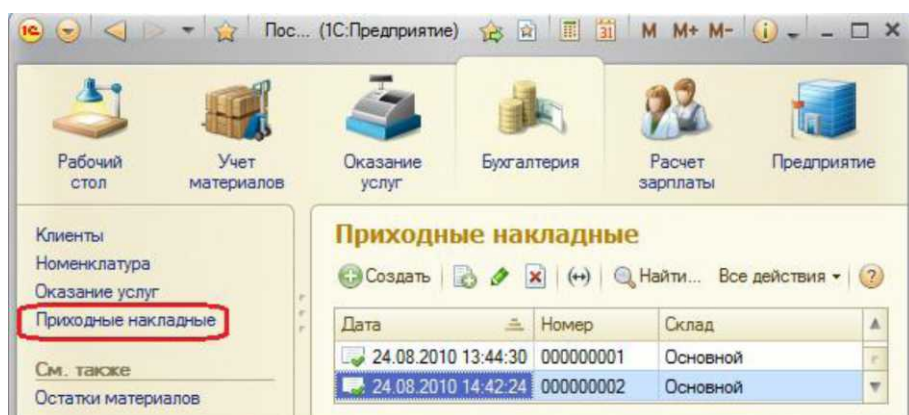 1С Пос... (1С:Предприятие) 31 M M+ M-
Рабочий стол
Учет материалов
Оказание услуг
Бухгалтерия
Расчет зарплаты
Предприятие
Клиенты
Номенклатура
Оказание услуг
Приходные накладные
См. также
Остатки материалов
Приходные накладные
Создать Найти... Все действия ?
Дата Номер Склад
24.08.2010 13:44:30 000000001 Основной
24.08.2010 14:42:24 000000002 Основной